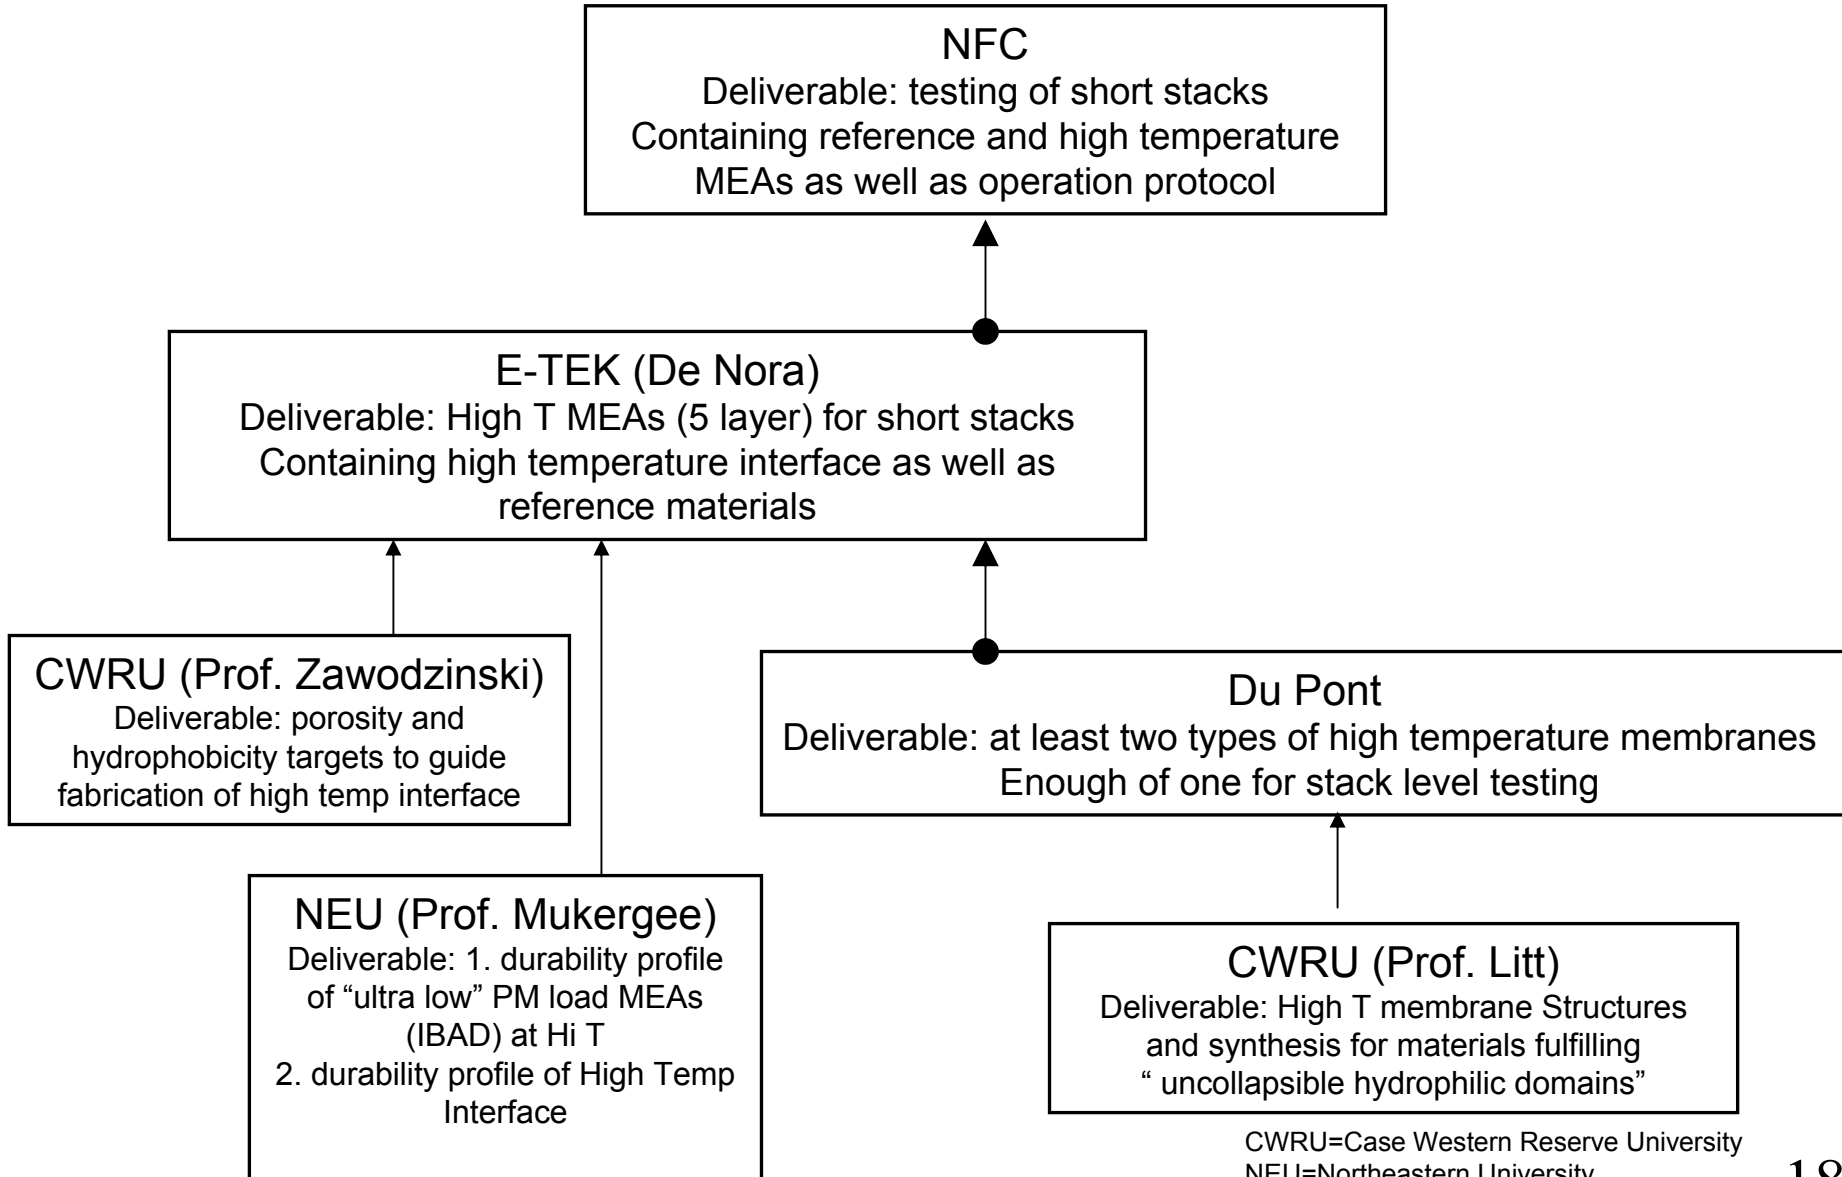 NFC
Deliverable: testing of short stacks
Containing reference and high temperature
MEAs as well as operation protocol
E-TEK (De Nora)
Deliverable: High T MEAs (5 layer) for short stacks
Containing high temperature interface as well as
reference materials
CWRU (Prof. Zawodzinski)
Deliverable: porosity and
hydrophobicity targets to guide
fabrication of high temp interface
Du Pont
Deliverable: at least two types of high temperature membranes
Enough of one for stack level testing
NEU (Prof. Mukergee)
Deliverable: 1. durability profile
of “ultra low” PM load MEAs
(IBAD) at Hi T
2. durability profile of High Temp
Interface
CWRU (Prof. Litt)
Deliverable: High T membrane Structures
and synthesis for materials fulfilling
“ uncollapsible hydrophilic domains”
CWRU=Case Western Reserve University
NEU=Northeastern University
18